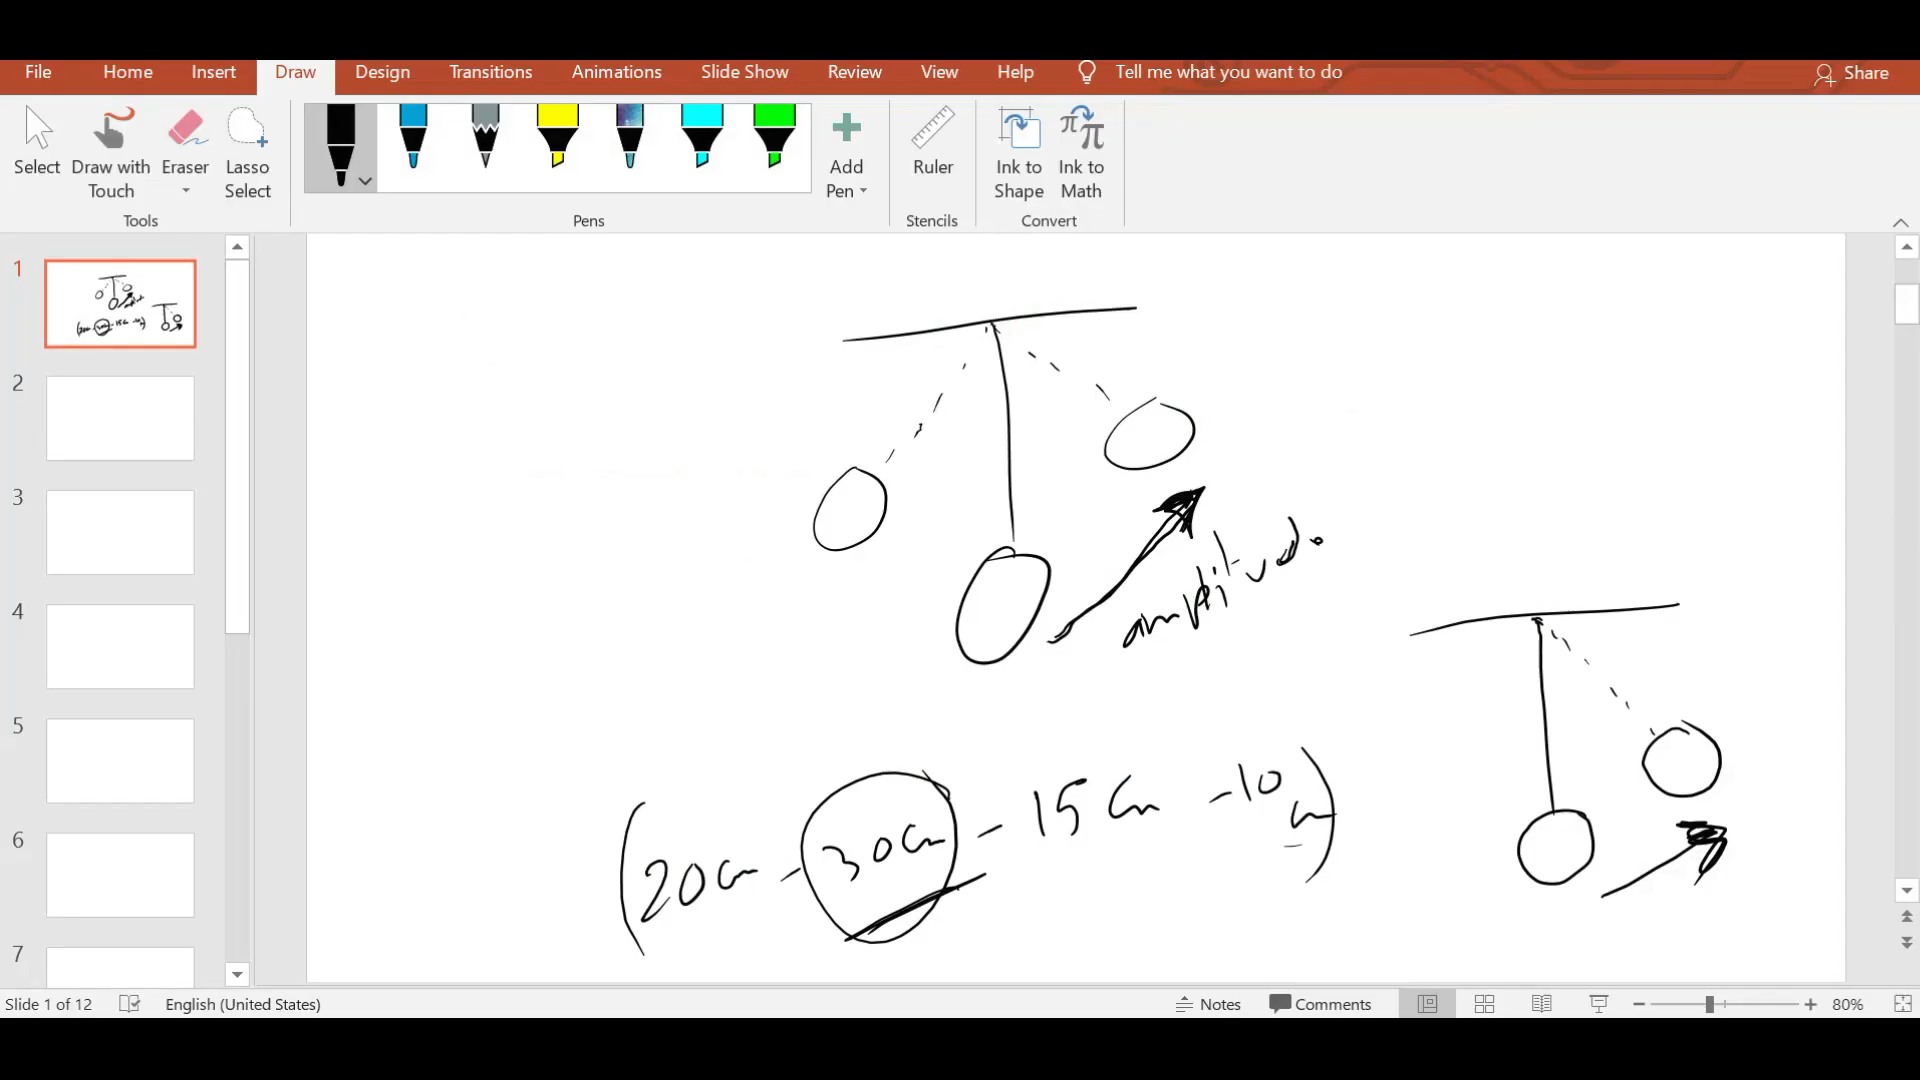 File Home Insert Draw Design Transitions Animations Slide Show Review View Help Tell me what you want to do Share
Select Draw with Touch Eraser Lasso Select Add Pen Ruler Ink to Shape Ink to Math
Tools Pens Stencils Convert
1
2
3
4
5
6
7
amplitude
(20cm - 30cm - 15cm - 10cm)
Slide 1 of 12 English (United States) Notes Comments 80%